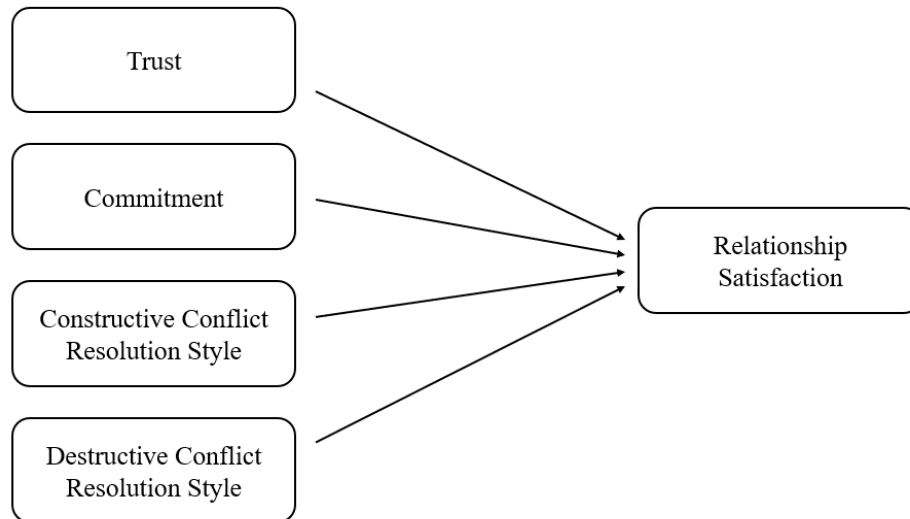 Trust
Commitment
Constructive Conflict
Resolution Style
Destructive Conflict
Resolution Style
Relationship
Satisfaction